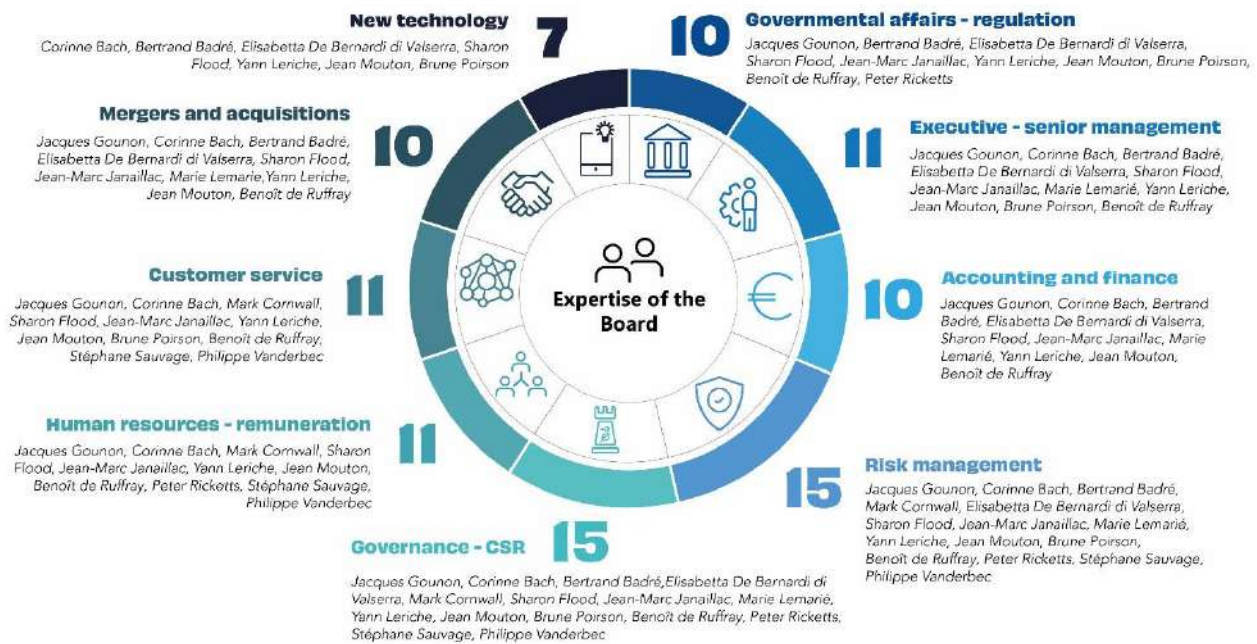 New technology
7
Corinne Bach, Bertrand Badré, Elisabetta De Bernardi di Valserra, Sharon
Flood, Yann Leriche, Jean Mouton, Brune Poirson
10
Governmental affairs - regulation
Jacques Gounon, Bertrand Badré, Elisabetta De Bernardi di Valserra,
Sharon Flood, Jean-Marc Janaillac, Yann Leriche, Jean Mouton, Brune Poirson,
Benoît de Ruffray, Peter Ricketts
Mergers and acquisitions
10
Jacques Gounon, Corinne Bach, Bertrand Badré,
Elisabetta De Bernardi di Valserra, Sharon Flood,
Jean-Marc Janaillac, Marie Lemarie,Yann Leriche,
Jean Mouton, Benoît de Ruffray
11
Executive - senior management
Jacques Gounon, Corinne Bach, Bertrand Badré,
Elisabetta De Bernardi di Valserra, Sharon Flood,
Jean-Marc Janaillac, Marie Lemarié, Yann Leriche,
Jean Mouton, Brune Poirson, Benoît de Ruffray
Customer service
11
Jacques Gounon, Corinne Bach, Mark Cornwall,
Sharon Flood, Jean-Marc Janaillac, Yann Leriche,
Jean Mouton, Brune Poirson, Benoît de Ruffray,
Stéphane Sauvage, Philippe Vanderbec
Expertise of the
Board
10
Accounting and finance
Jacques Gounon, Corinne Bach, Bertrand
Badré, Elisabetta De Bernardi di Valserra,
Sharon Flood, Jean-Marc Janaillac, Marie
Lemarié, Yann Leriche, Jean Mouton,
Benoît de Ruffray
Human resources - remuneration
11
Jacques Gounon, Corinne Bach, Mark Cornwall, Sharon
Flood, Jean-Marc Janaillac, Yann Leriche, Jean Mouton,
Benoît de Ruffray, Peter Ricketts, Stéphane Sauvage,
Philippe Vanderbec
15
Risk management
Jacques Gounon, Corinne Bach, Bertrand Badré,
Mark Cornwall, Elisabetta De Bernardi di Valserra,
Sharon Flood, Jean-Marc Janaillac, Marie Lemarié,
Yann Leriche, Jean Mouton, Brune Poirson,
Benoît de Ruffray, Peter Ricketts, Stéphane Sauvage,
Philippe Vanderbec
Governance - CSR
15
Jacques Gounon, Corinne Bach, Bertrand Badré,Elisabetta De Bernardi di
Valserra, Mark Cornwall, Sharon Flood, Jean-Marc Janaillac, Marie Lemarié,
Yann Leriche, Jean Mouton, Brune Poirson, Benoît de Ruffray, Peter Ricketts,
Stéphane Sauvage, Philippe Vanderbec